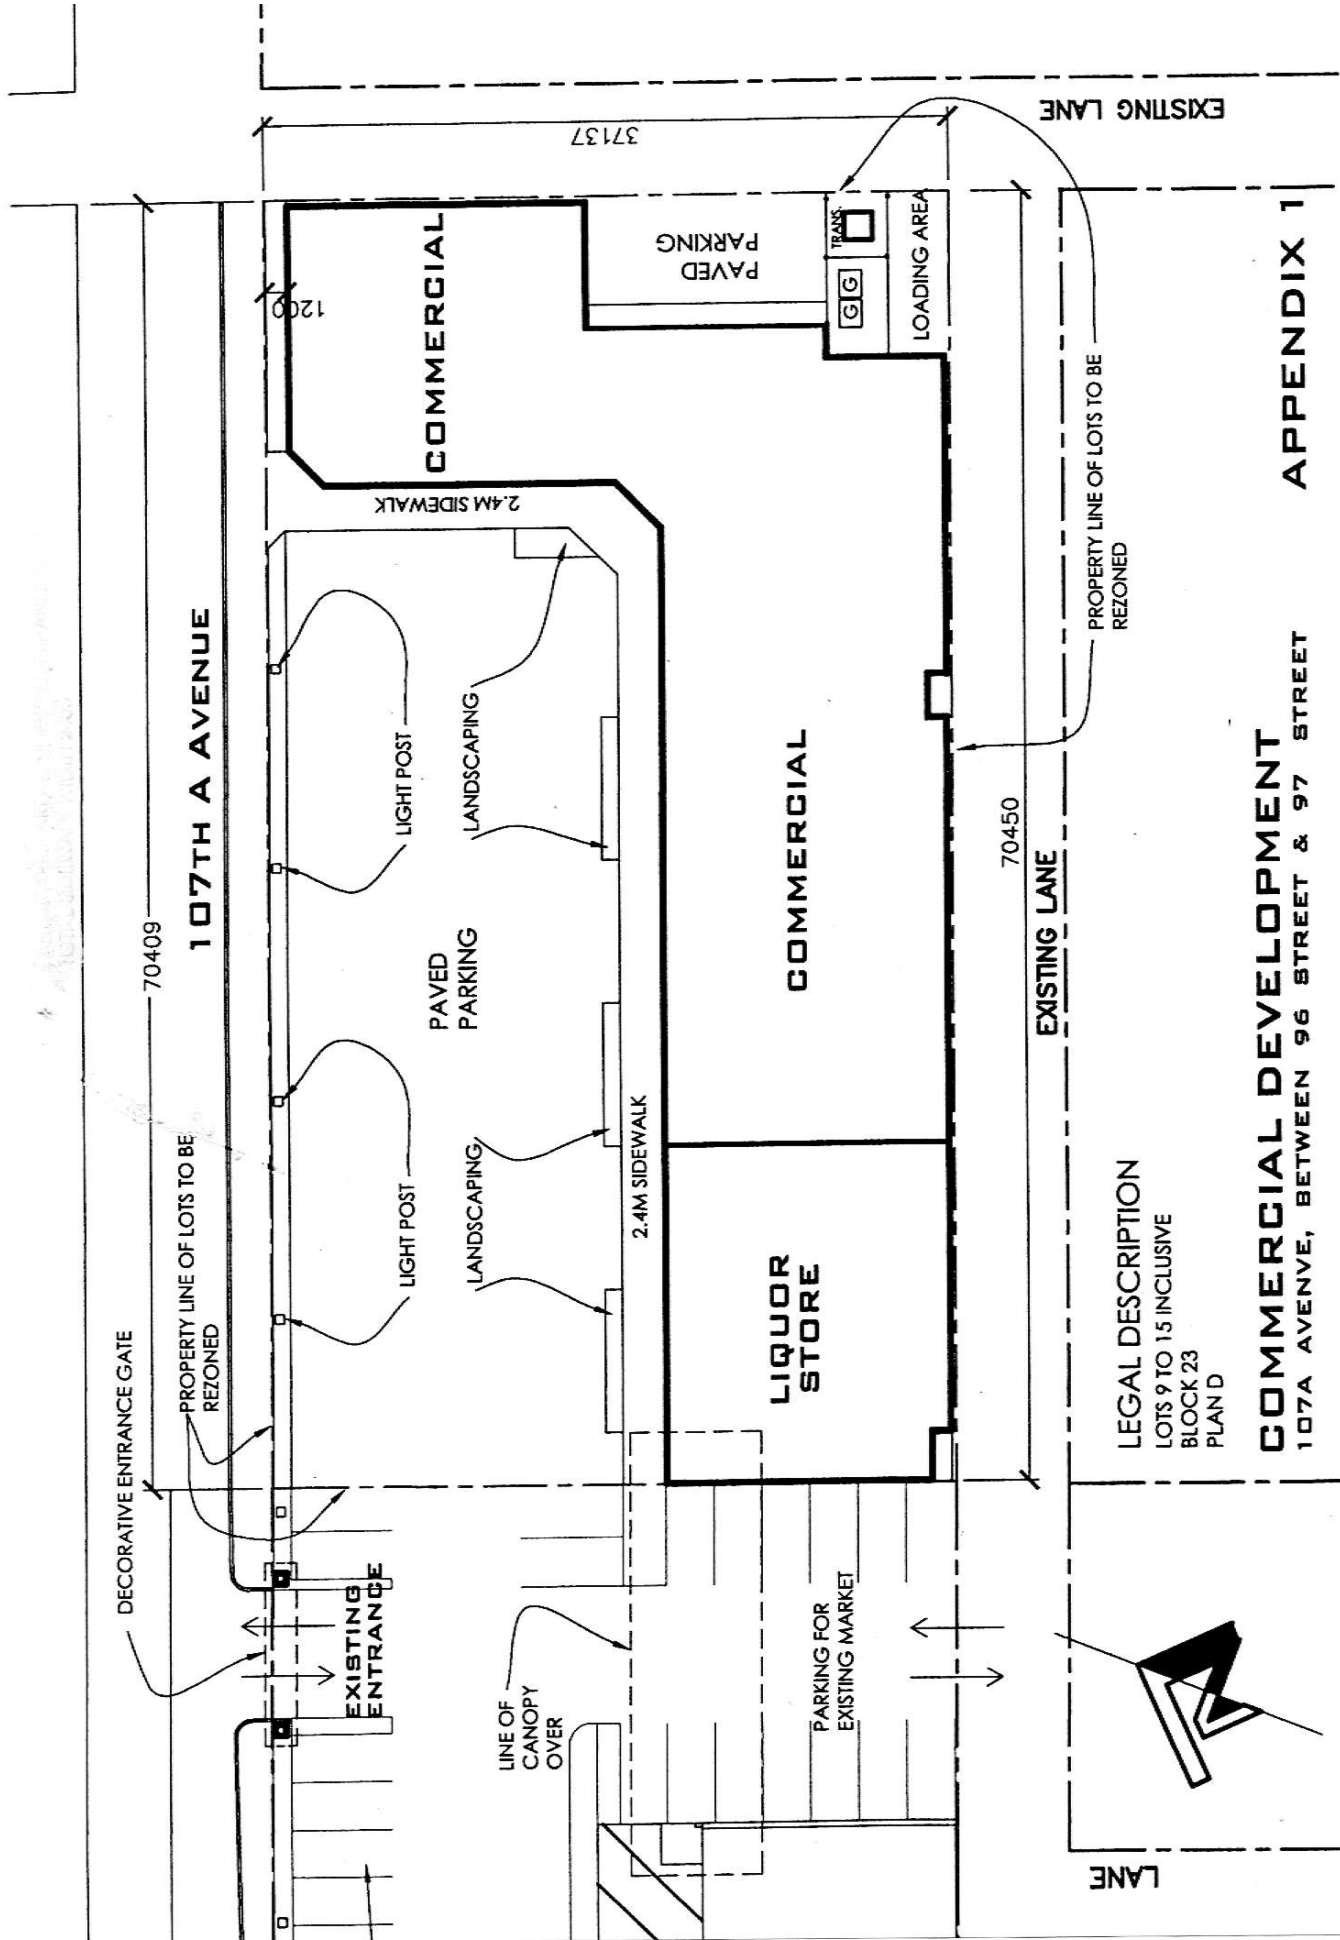 DECORATIVE ENTRANCE GATE
PROPERTY LINE OF LOTS TO BE
REZONED
70409
107TH A AVENUE
EXISTING
ENTRANCE
LIGHT POST
LIGHT POST
1200
LANDSCAPING
LANDSCAPING
PAVED
PARKING
2.4M SIDEWALK
COMMERCIAL
37137
LINE OF
CANOPY
OVER
2.4M SIDEWALK
PAVED
PARKING
LIQUOR
STORE
COMMERCIAL
TRANS.
G G
LOADING AREA
PARKING FOR
EXISTING MARKET
70450
EXISTING LANE
EXISTING LANE
PROPERTY LINE OF LOTS TO BE
REZONED
LANE
LEGAL DESCRIPTION
LOTS 9 TO 15 INCLUSIVE
BLOCK 23
PLAN D
COMMERCIAL DEVELOPMENT
107A AVENVE, BETWEEN 96 STREET & 97 STREET
APPENDIX 1